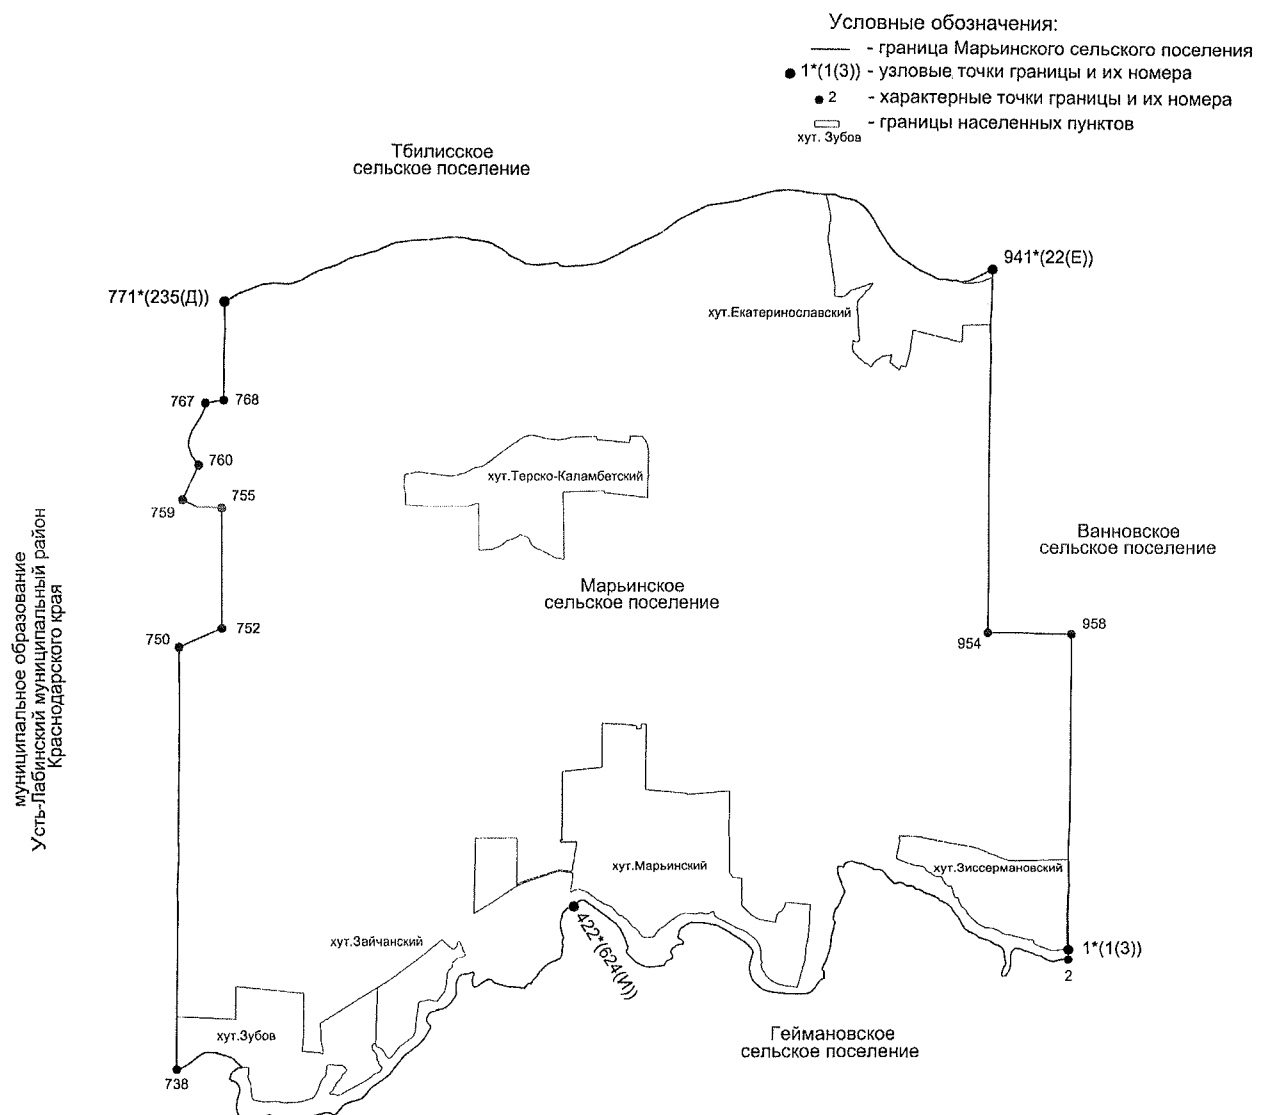 Условные обозначения:
- граница Марьинского сельского поселения
1*(1(3)) - узловые точки границы и их номера
2 - характерные точки границы и их номера
- границы населенных пунктов
хут. Зубов
Тбилисское
сельское поселение
941*(22(Е))
771*(235(Д))
хут.Екатеринославский
767
768
760
хут.Терско-Каламбетский
755
759
муниципальное образование
Усть-Лабинский муниципальный район
Краснодарского края
Ванновское
сельское поселение
Марьинское
сельское поселение
750
752
954
958
хут.Марьинский
хут.Зиссермановский
422*(624(И))
хут.Зайчанский
1*(1(3))
2
хут.Зубов
Геймановское
сельское поселение
738